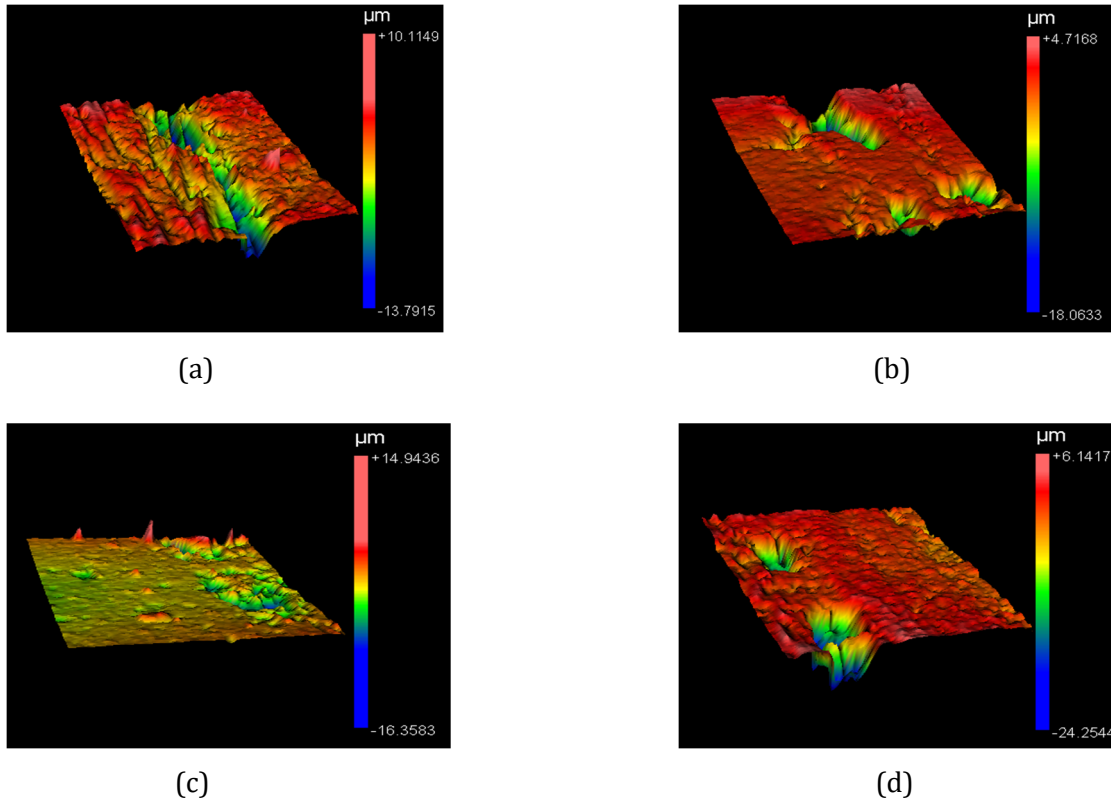 µm
+10.1149
-13.7915
(a)
µm
+4.7168
-18.0633
(b)
µm
+14.9436
-16.3583
(c)
µm
+6.1417
-24.2544
(d)